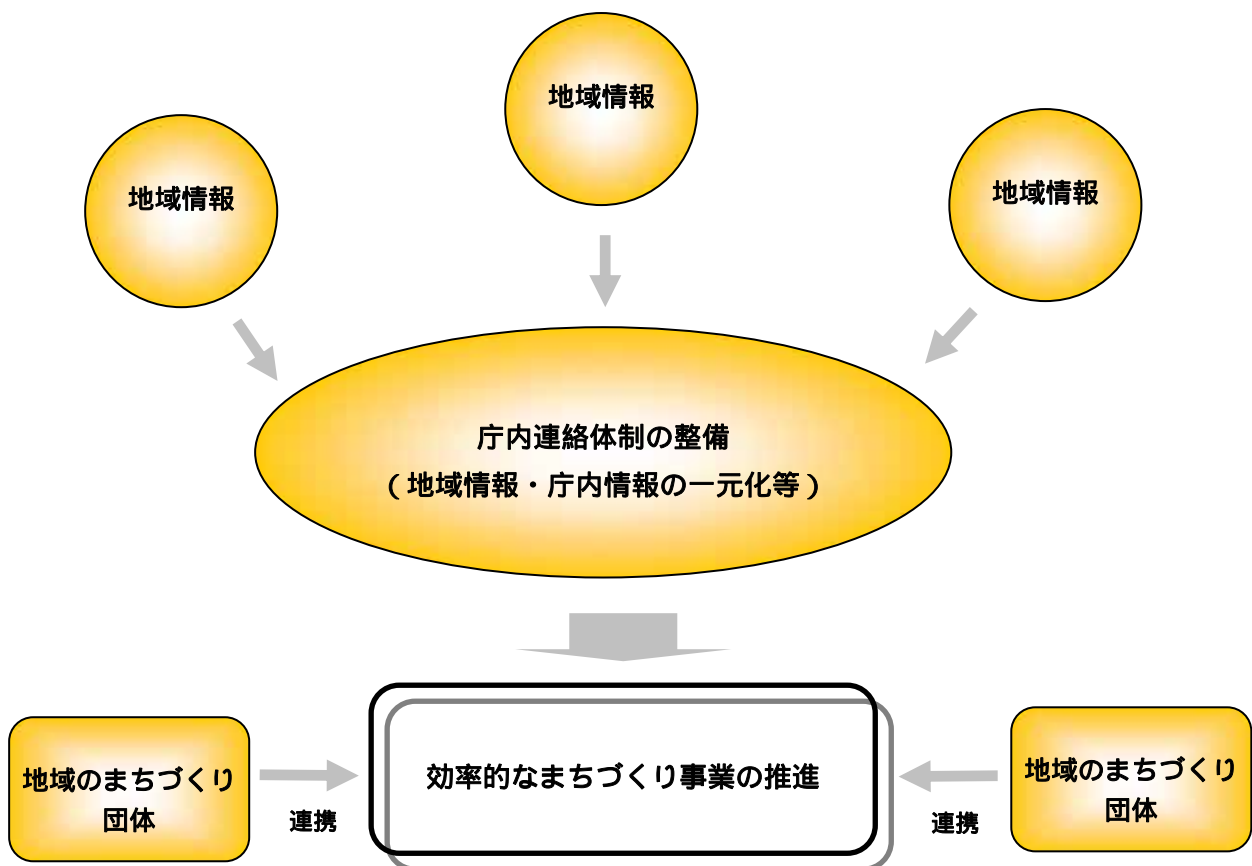 地域情報
地域情報
地域情報
庁内連絡体制の整備
（地域情報・庁内情報の一元化等）
効率的なまちづくり事業の推進
地域のまちづくり
団体
連携
地域のまちづくり
団体
連携